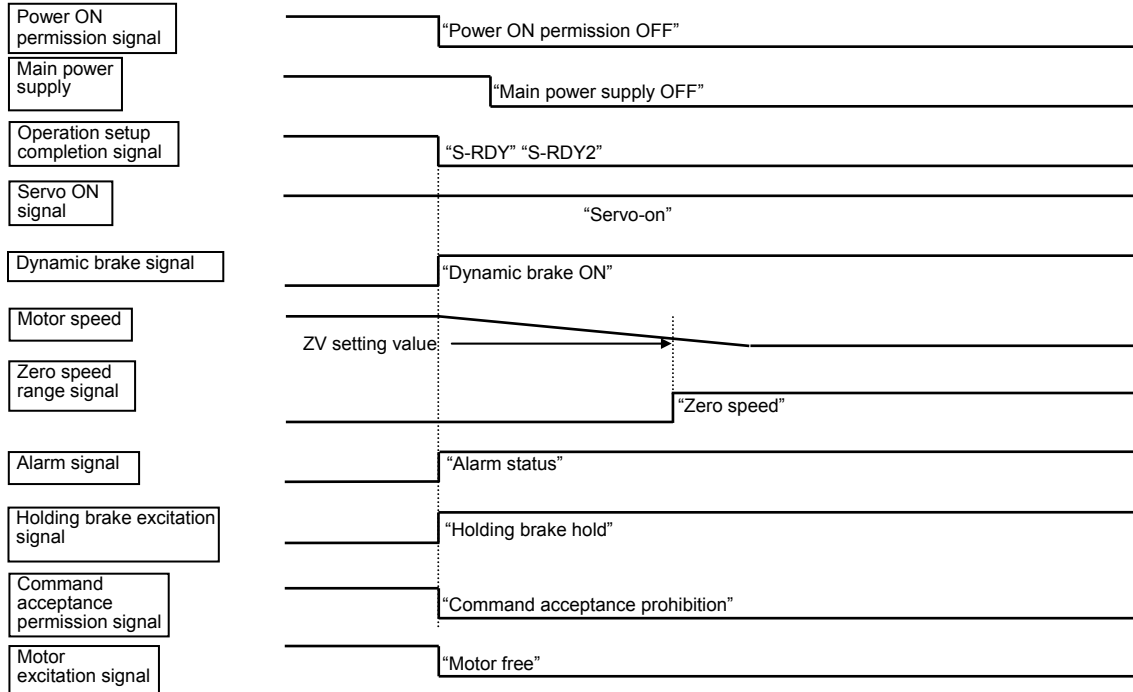 Power ON
permission signal
"Power ON permission OFF"
Main power
supply
"Main power supply OFF"
Operation setup
completion signal
"S-RDY" "S-RDY2"
Servo ON
signal
"Servo-on"
Dynamic brake signal
"Dynamic brake ON"
Motor speed
ZV setting value
Zero speed
range signal
"Zero speed"
Alarm signal
"Alarm status"
Holding brake excitation
signal
"Holding brake hold"
Command
acceptance
permission signal
"Command acceptance prohibition"
Motor
excitation signal
"Motor free"